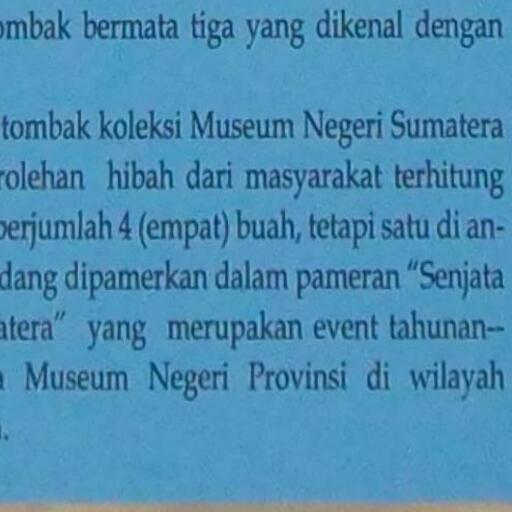 ombak bermata tiga yang dikenal dengan
tombak koleksi Museum Negeri Sumatera
rolehan hibah dari masyarakat terhitung
berjumlah 4 (empat) buah, tetapi satu di an-
dang dipamerkan dalam pameran "Senjata
atera" yang merupakan event tahunan--
Museum Negeri Provinsi di wilayah